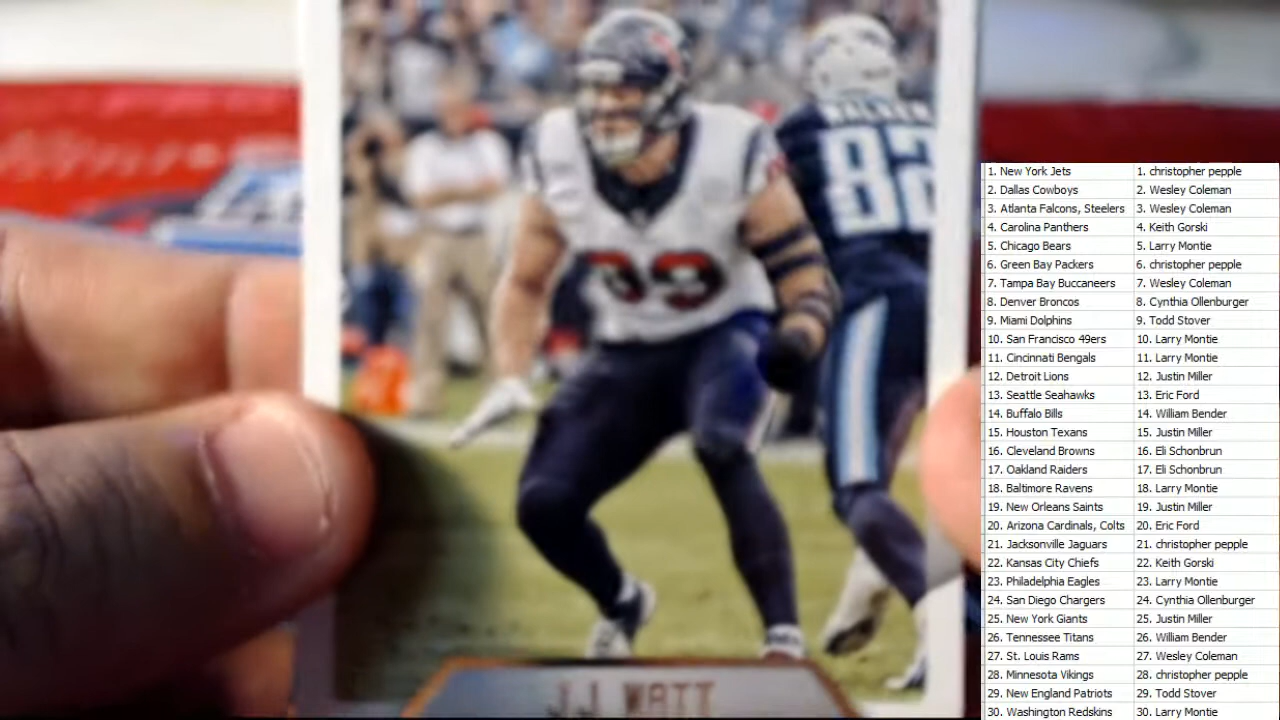 WALKER
82
99
J.J. WATT
1. New York Jets 1. christopher pepple
2. Dallas Cowboys 2. Wesley Coleman
3. Atlanta Falcons, Steelers 3. Wesley Coleman
4. Carolina Panthers 4. Keith Gorski
5. Chicago Bears 5. Larry Montie
6. Green Bay Packers 6. christopher pepple
7. Tampa Bay Buccaneers 7. Wesley Coleman
8. Denver Broncos 8. Cynthia Ollenburger
9. Miami Dolphins 9. Todd Stover
10. San Francisco 49ers 10. Larry Montie
11. Cincinnati Bengals 11. Larry Montie
12. Detroit Lions 12. Justin Miller
13. Seattle Seahawks 13. Eric Ford
14. Buffalo Bills 14. William Bender
15. Houston Texans 15. Justin Miller
16. Cleveland Browns 16. Eli Schonbrun
17. Oakland Raiders 17. Eli Schonbrun
18. Baltimore Ravens 18. Larry Montie
19. New Orleans Saints 19. Justin Miller
20. Arizona Cardinals, Colts 20. Eric Ford
21. Jacksonville Jaguars 21. christopher pepple
22. Kansas City Chiefs 22. Keith Gorski
23. Philadelphia Eagles 23. Larry Montie
24. San Diego Chargers 24. Cynthia Ollenburger
25. New York Giants 25. Justin Miller
26. Tennessee Titans 26. William Bender
27. St. Louis Rams 27. Wesley Coleman
28. Minnesota Vikings 28. christopher pepple
29. New England Patriots 29. Todd Stover
30. Washington Redskins 30. Larry Montie